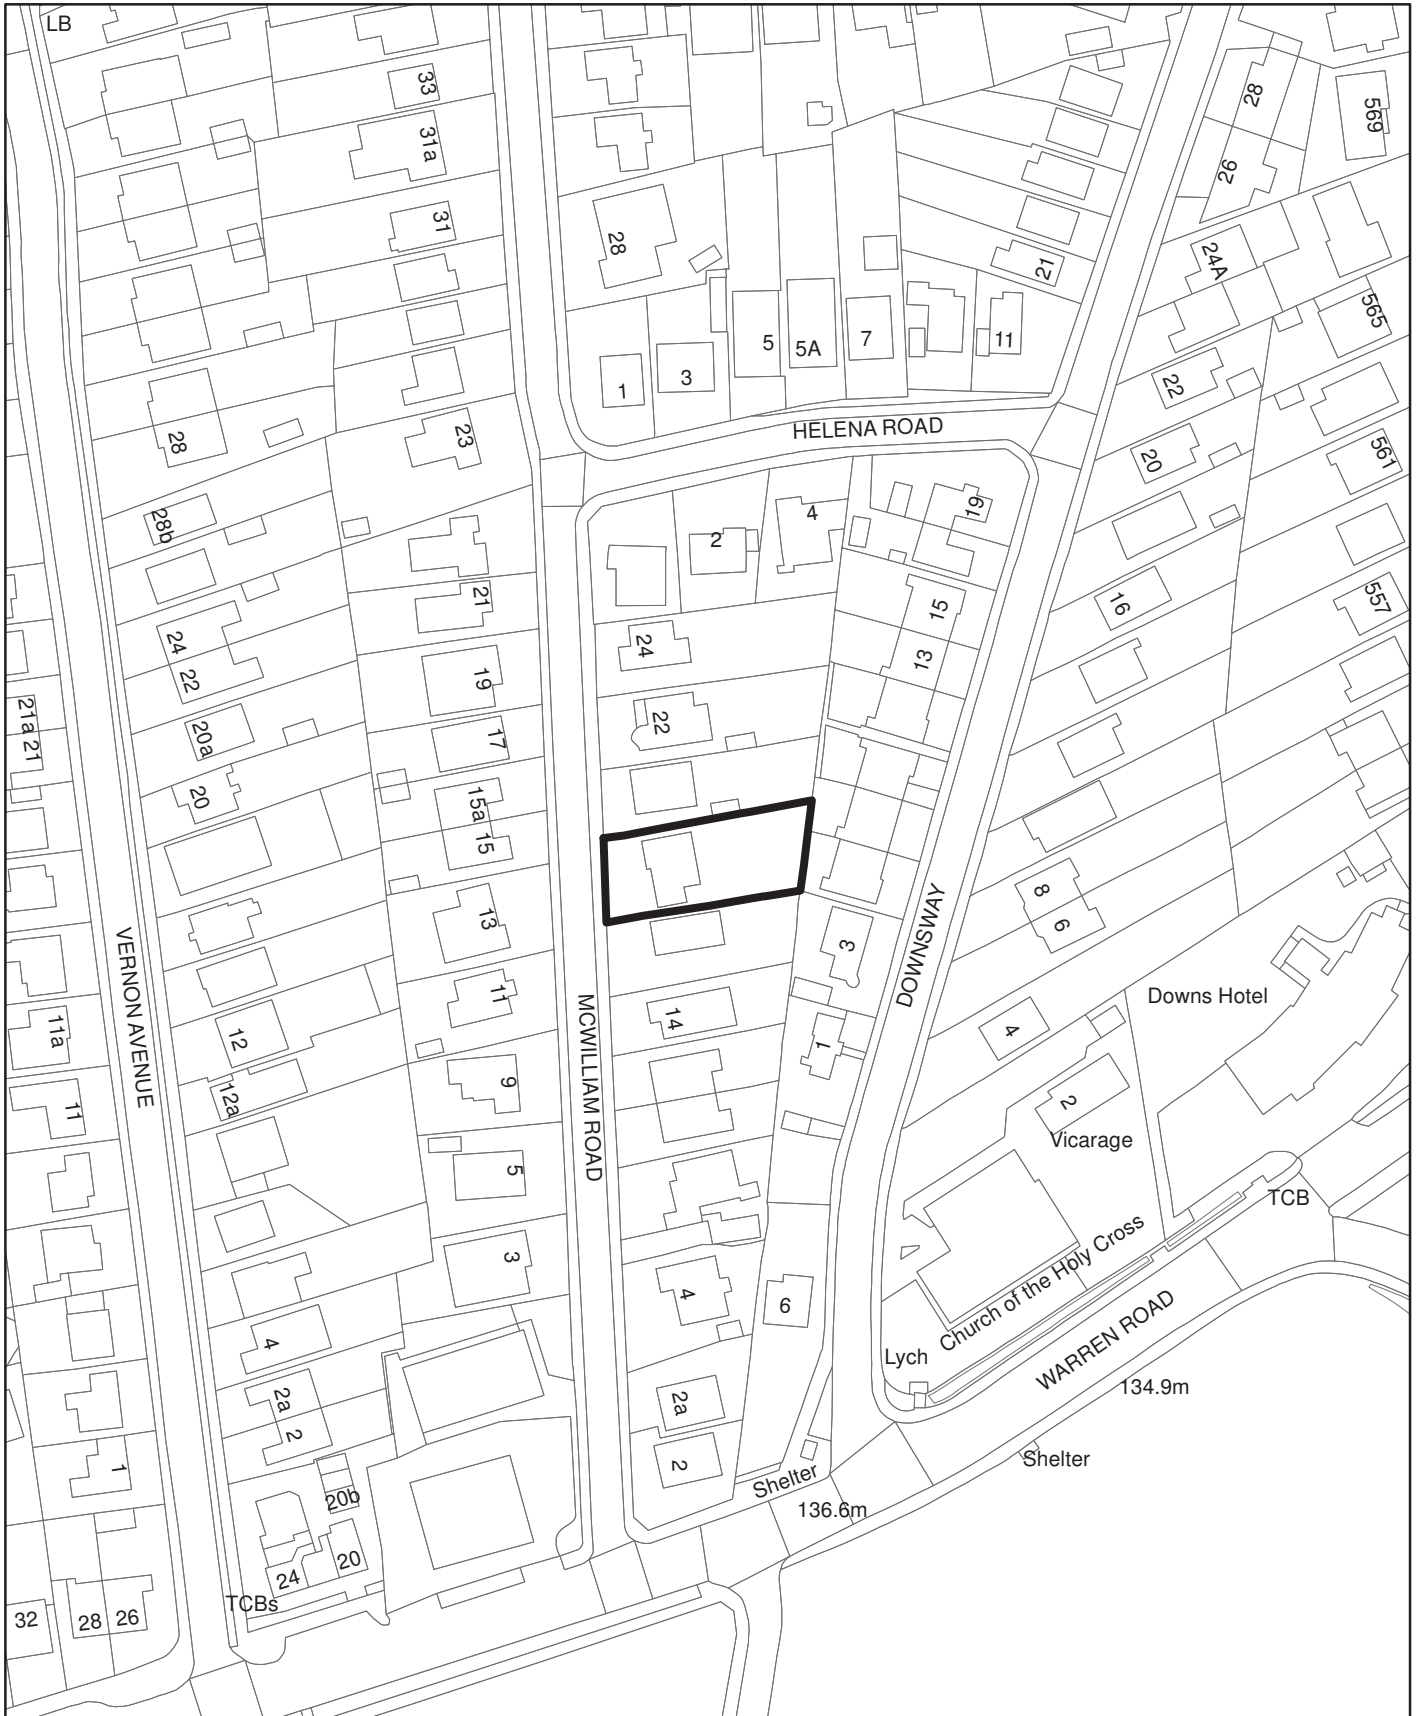 LB
33
31a
31
28
28
26
569
24A
21
565
5
5A
7
11
3
1
22
HELENA ROAD
28
23
20
561
28b
19
4
2
16
557
21
15
24
13
24
22
19
22
21a
21
20a
17
20
15a
15
8
6
13
3
DOWNSWAY
VERNON AVENUE
11
MCWILLIAM ROAD
14
Downs Hotel
4
11a
12
1
12a
9
11
2
Vicarage
5
TCB
3
Church of the Holy Cross
4
6
WARREN ROAD
4
Lych
134.9m
2a
2a
2
2
1
Shelter
Shelter
20b
136.6m
20
24
TCBs
32
28
26